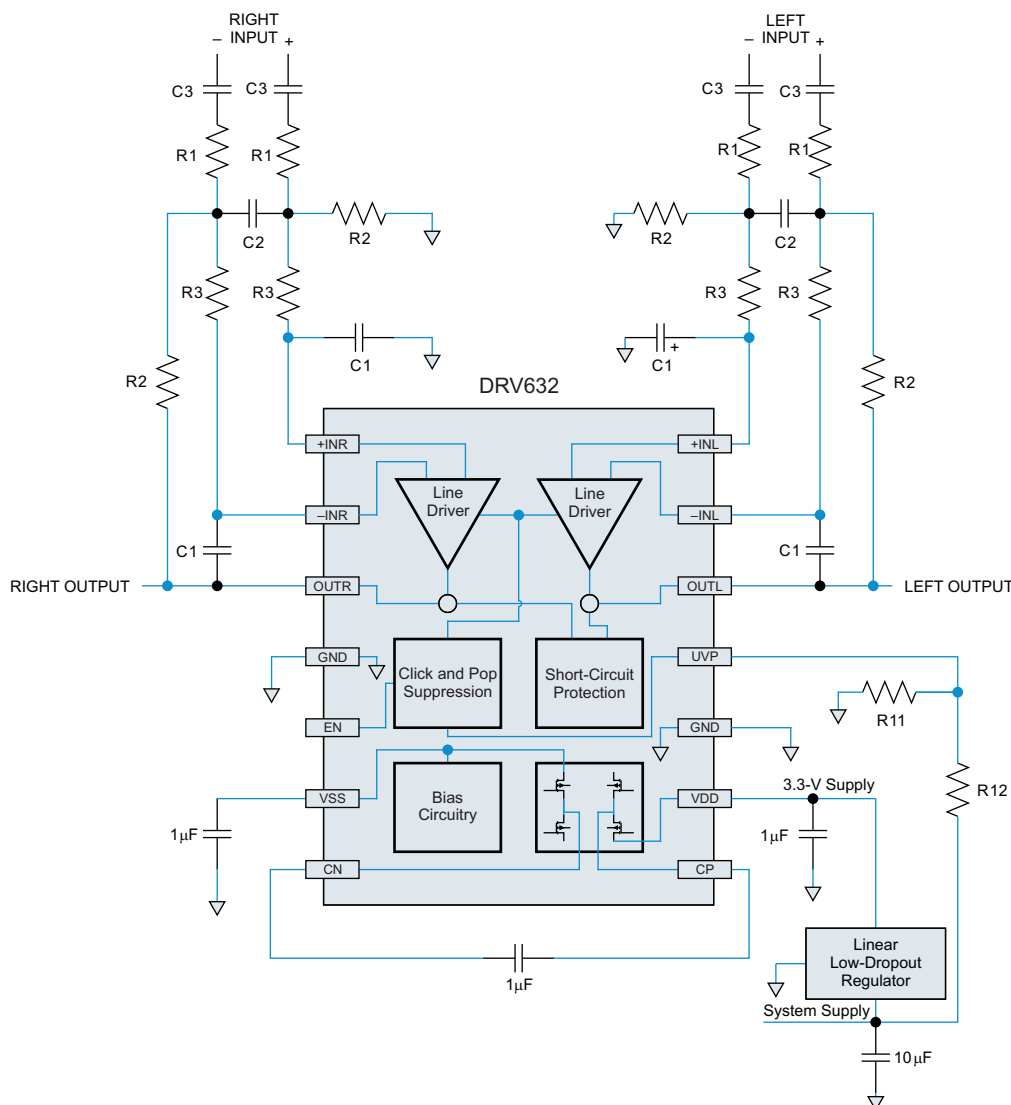 RIGHT
INPUT
– +
LEFT
INPUT
– +
C3 C3
C3 C3
R1 R1
R1 R1
C2 R2
R2 C2
R3 R3
R3 R3
C1
C1 +
R2
R2
DRV632
+INR
+INL
Line
Driver
Line
Driver
–INR
–INL
C1
C1
RIGHT OUTPUT
OUTR
OUTL
LEFT OUTPUT
GND
Click and Pop
Suppression
Short-Circuit
Protection
UVP
R11
EN
GND
R12
VSS
Bias
Circuitry
VDD
3.3-V Supply
1μF
1μF
CN
CP
1μF
Linear
Low-Dropout
Regulator
System Supply
10μF